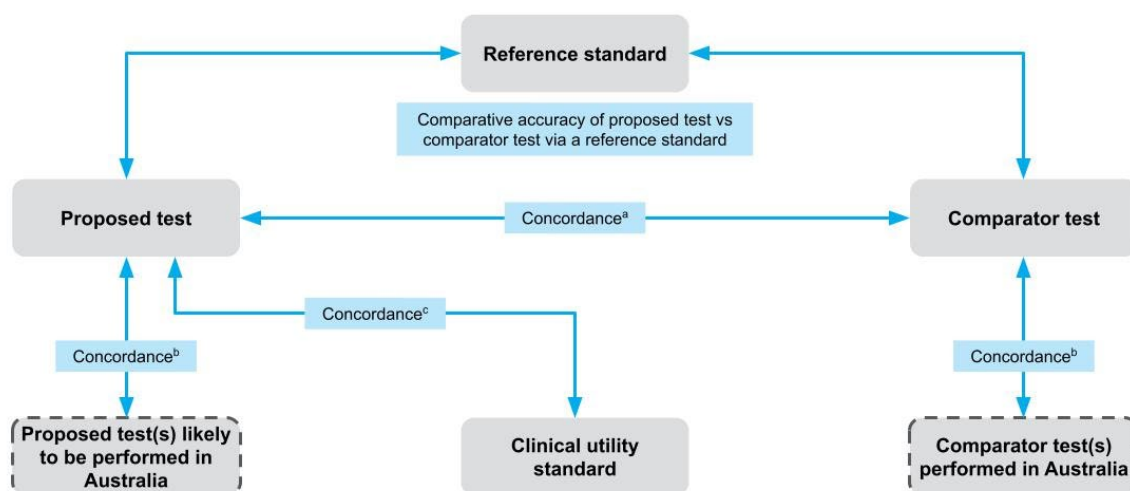 Reference standard
Comparative accuracy of proposed test vs
comparator test via a reference standard
Proposed test
Concordanceᵃ
Comparator test
Concordanceᶜ
Concordanceᵇ
Concordanceᵇ
Proposed test(s) likely
to be performed in
Australia
Clinical utility
standard
Comparator test(s)
performed in Australia